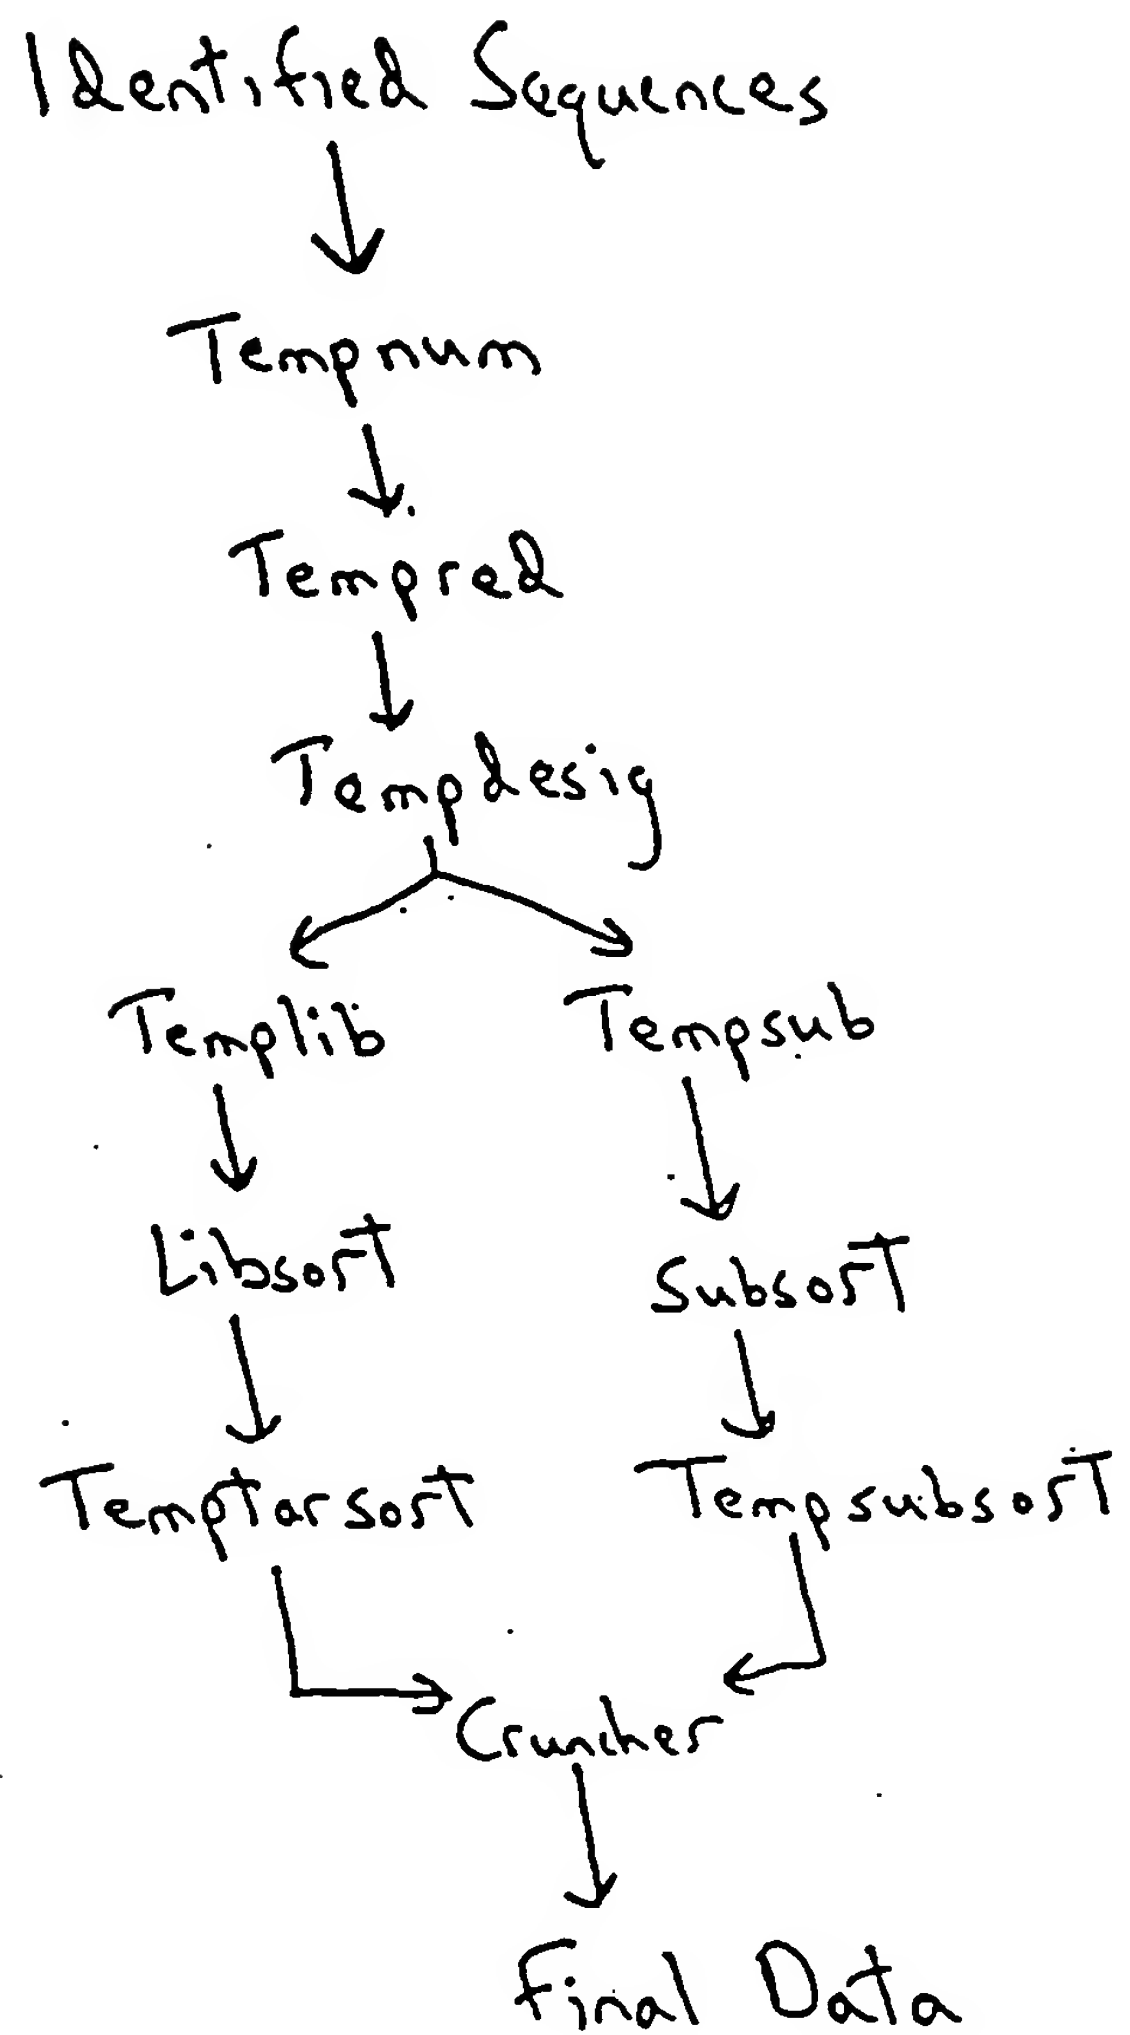 Identified Sequences
Tempnum
Tempred
Tempdesig
Templib Tempsub
Libsort Subsort
Temptarsort Tempsubsort
Cruncher
Final Data